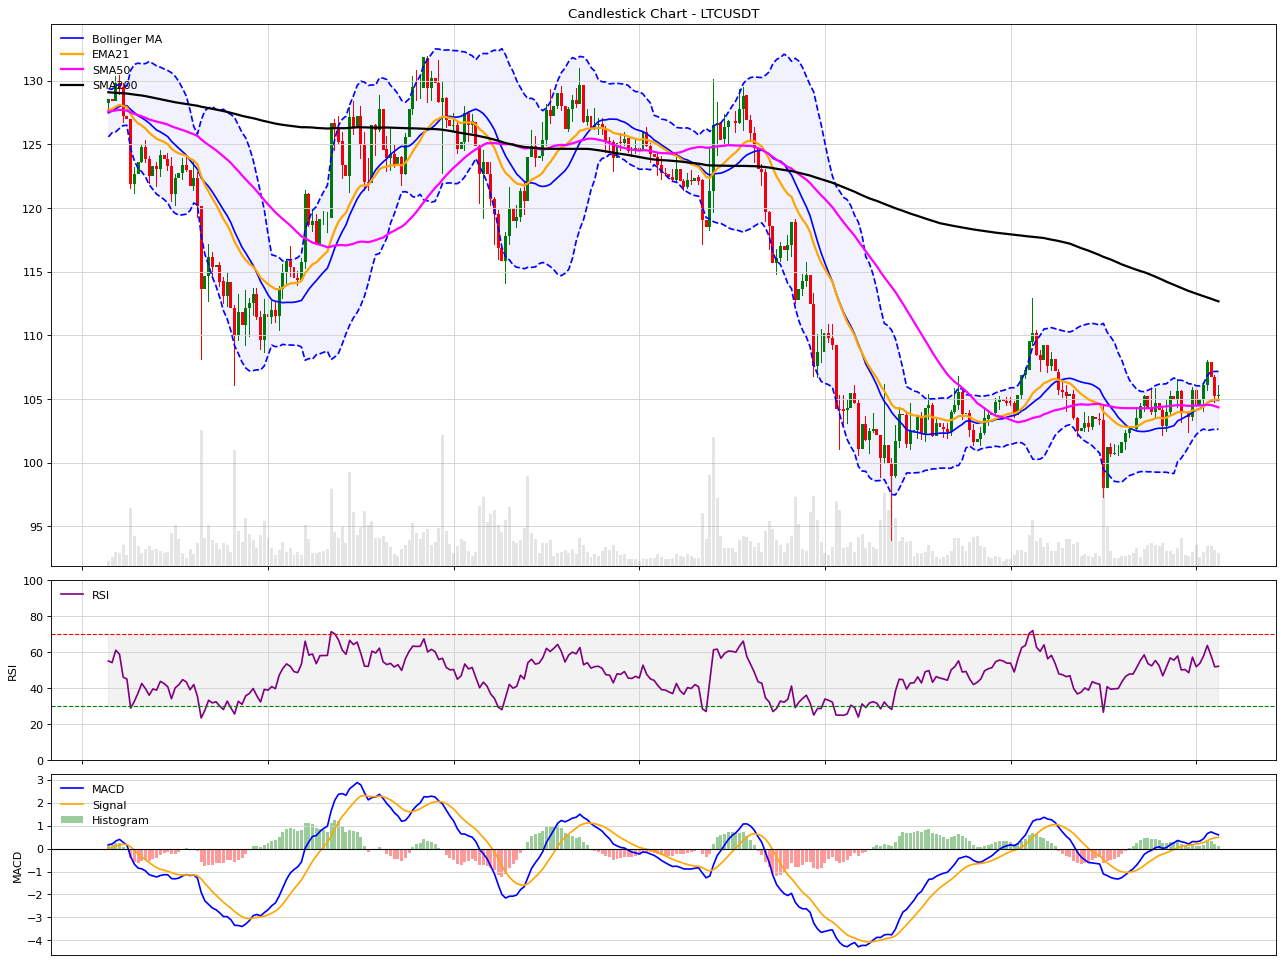 Candlestick Chart - LTCUSDT
Bollinger MA
EMA21
SMA50
SMA200
130
125
120
115
110
105
100
95
RSI
100
80
60
40
20
0
RSI
MACD
Signal
Histogram
3
2
1
0
−1
−2
−3
−4
MACD